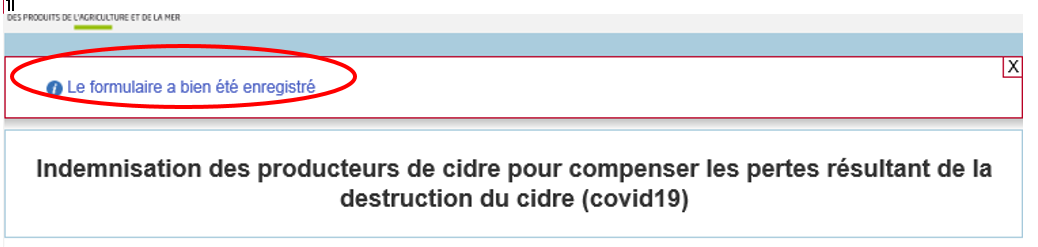 DES PRODUITS DE L'AGRICULTURE ET DE LA MER
X
Le formulaire a bien été enregistré
Indemnisation des producteurs de cidre pour compenser les pertes résultant de la
destruction du cidre (covid19)